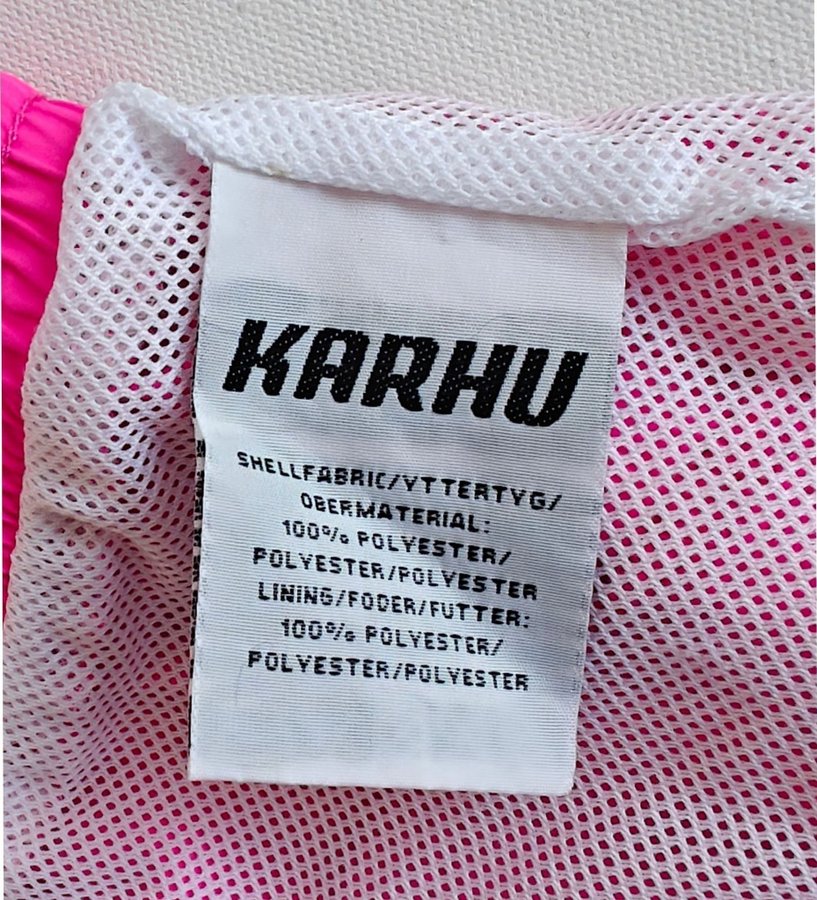 KARHU
SHELLFABRIC/YTTERTYG/
OBERMATERIAL:
100% POLYESTER/
POLYESTER/POLYESTER
LINING/FODER/FUTTER:
100% POLYESTER/
POLYESTER/POLYESTER